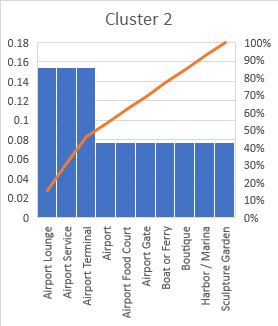 Cluster 2
0.18
0.16
0.14
0.12
0.1
0.08
0.06
0.04
0.02
0
100%
90%
80%
70%
60%
50%
40%
30%
20%
10%
0%
Airport Lounge
Airport Service
Airport Terminal
Airport
Airport Food Court
Airport Gate
Boat or Ferry
Boutique
Harbor / Marina
Sculpture Garden